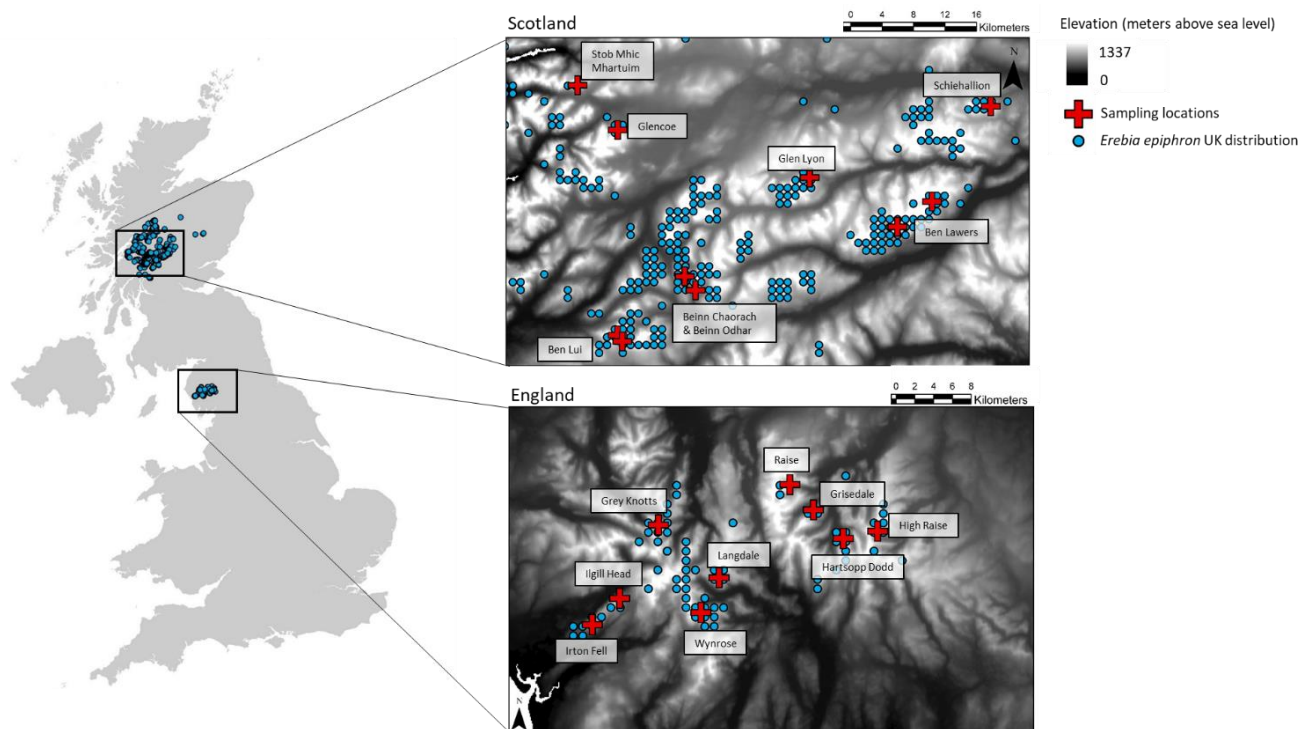 Scotland
0 4 8 12 16
Kilometers
Elevation (meters above sea level)
1337
0
Sampling locations
Erebia epiphron UK distribution
N
Stob Mhic
Mhartuim
Schiehallion
Glencoe
Glen Lyon
Ben Lawers
Beinn Chaorach
& Beinn Odhar
Ben Lui
England
0 2 4 6 8
Kilometers
Raise
Grey Knotts
Grisedale
High Raise
Langdale
Hartsopp Dodd
Ilgill Head
Wynrose
Irton Fell
N